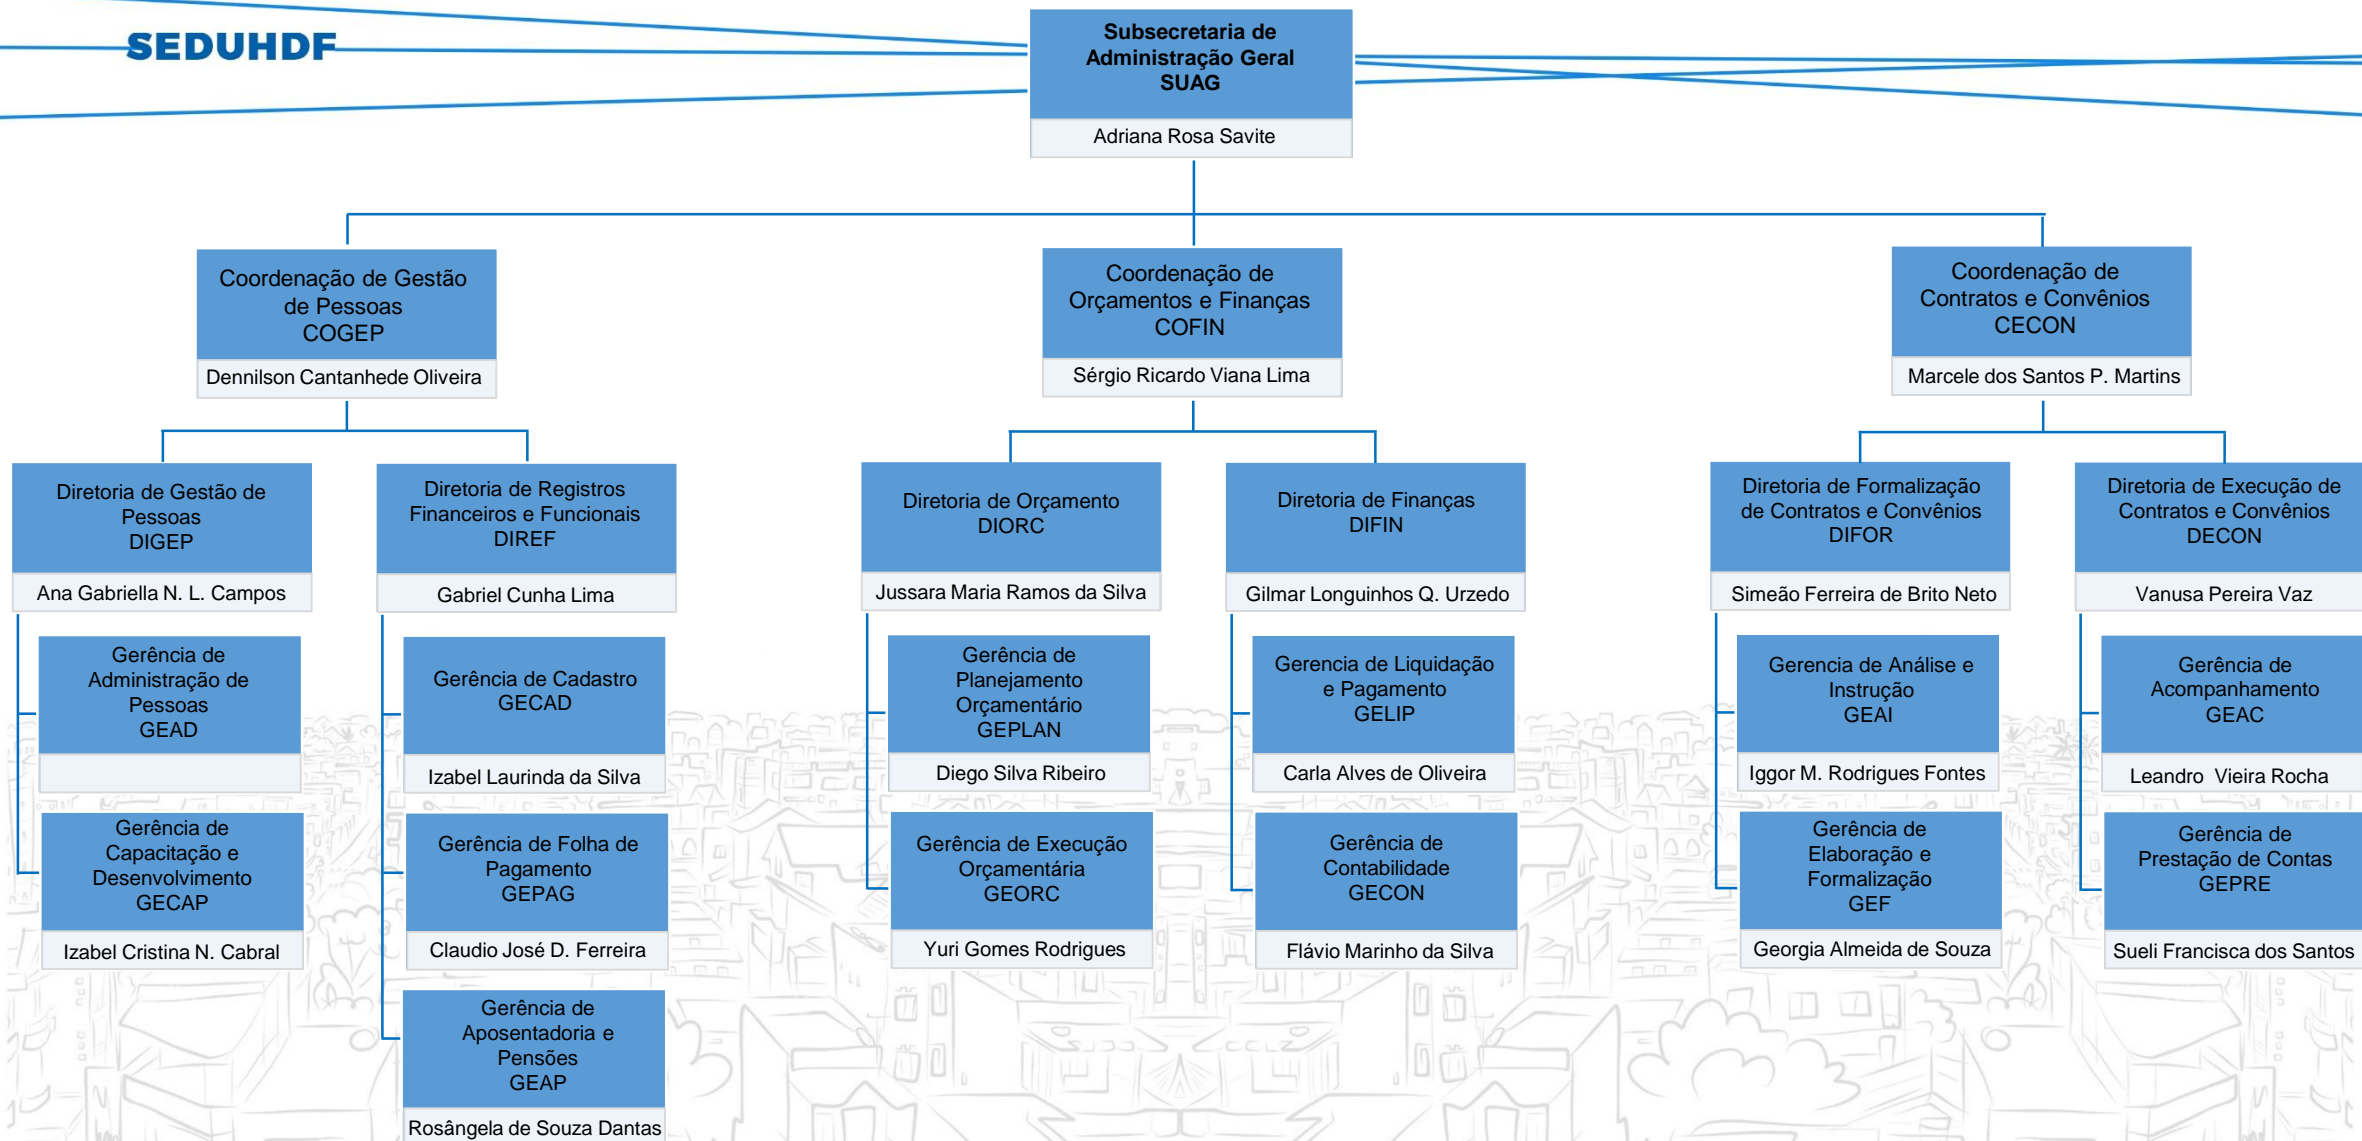 SEDUHDF
Subsecretaria de
Administração Geral
SUAG
Adriana Rosa Savite
Coordenação de Gestão
de Pessoas
COGEP
Dennilson Cantanhede Oliveira
Coordenação de
Orçamentos e Finanças
COFIN
Sérgio Ricardo Viana Lima
Coordenação de
Contratos e Convênios
CECON
Marcele dos Santos P. Martins
Diretoria de Gestão de
Pessoas
DIGEP
Ana Gabriella N. L. Campos
Diretoria de Registros
Financeiros e Funcionais
DIREF
Gabriel Cunha Lima
Diretoria de Orçamento
DIORC
Jussara Maria Ramos da Silva
Diretoria de Finanças
DIFIN
Gilmar Longuinhos Q. Urzedo
Diretoria de Formalização
de Contratos e Convênios
DIFOR
Simeão Ferreira de Brito Neto
Diretoria de Execução de
Contratos e Convênios
DECON
Vanusa Pereira Vaz
Gerência de
Administração de
Pessoas
GEAD
Gerência de Cadastro
GECAD
Izabel Laurinda da Silva
Gerência de
Planejamento
Orçamentário
GEPLAN
Diego Silva Ribeiro
Gerencia de Liquidação
e Pagamento
GELIP
Carla Alves de Oliveira
Gerencia de Análise e
Instrução
GEAI
Iggor M. Rodrigues Fontes
Gerência de
Acompanhamento
GEAC
Leandro  Vieira Rocha
Gerência de
Capacitação e
Desenvolvimento
GECAP
Izabel Cristina N. Cabral
Gerência de Folha de
Pagamento
GEPAG
Claudio José D. Ferreira
Gerência de Execução
Orçamentária
GEORC
Yuri Gomes Rodrigues
Gerência de
Contabilidade
GECON
Flávio Marinho da Silva
Gerência de
Elaboração e
Formalização
GEF
Georgia Almeida de Souza
Gerência de
Prestação de Contas
GEPRE
Sueli Francisca dos Santos
Gerência de
Aposentadoria e
Pensões
GEAP
Rosângela de Souza Dantas